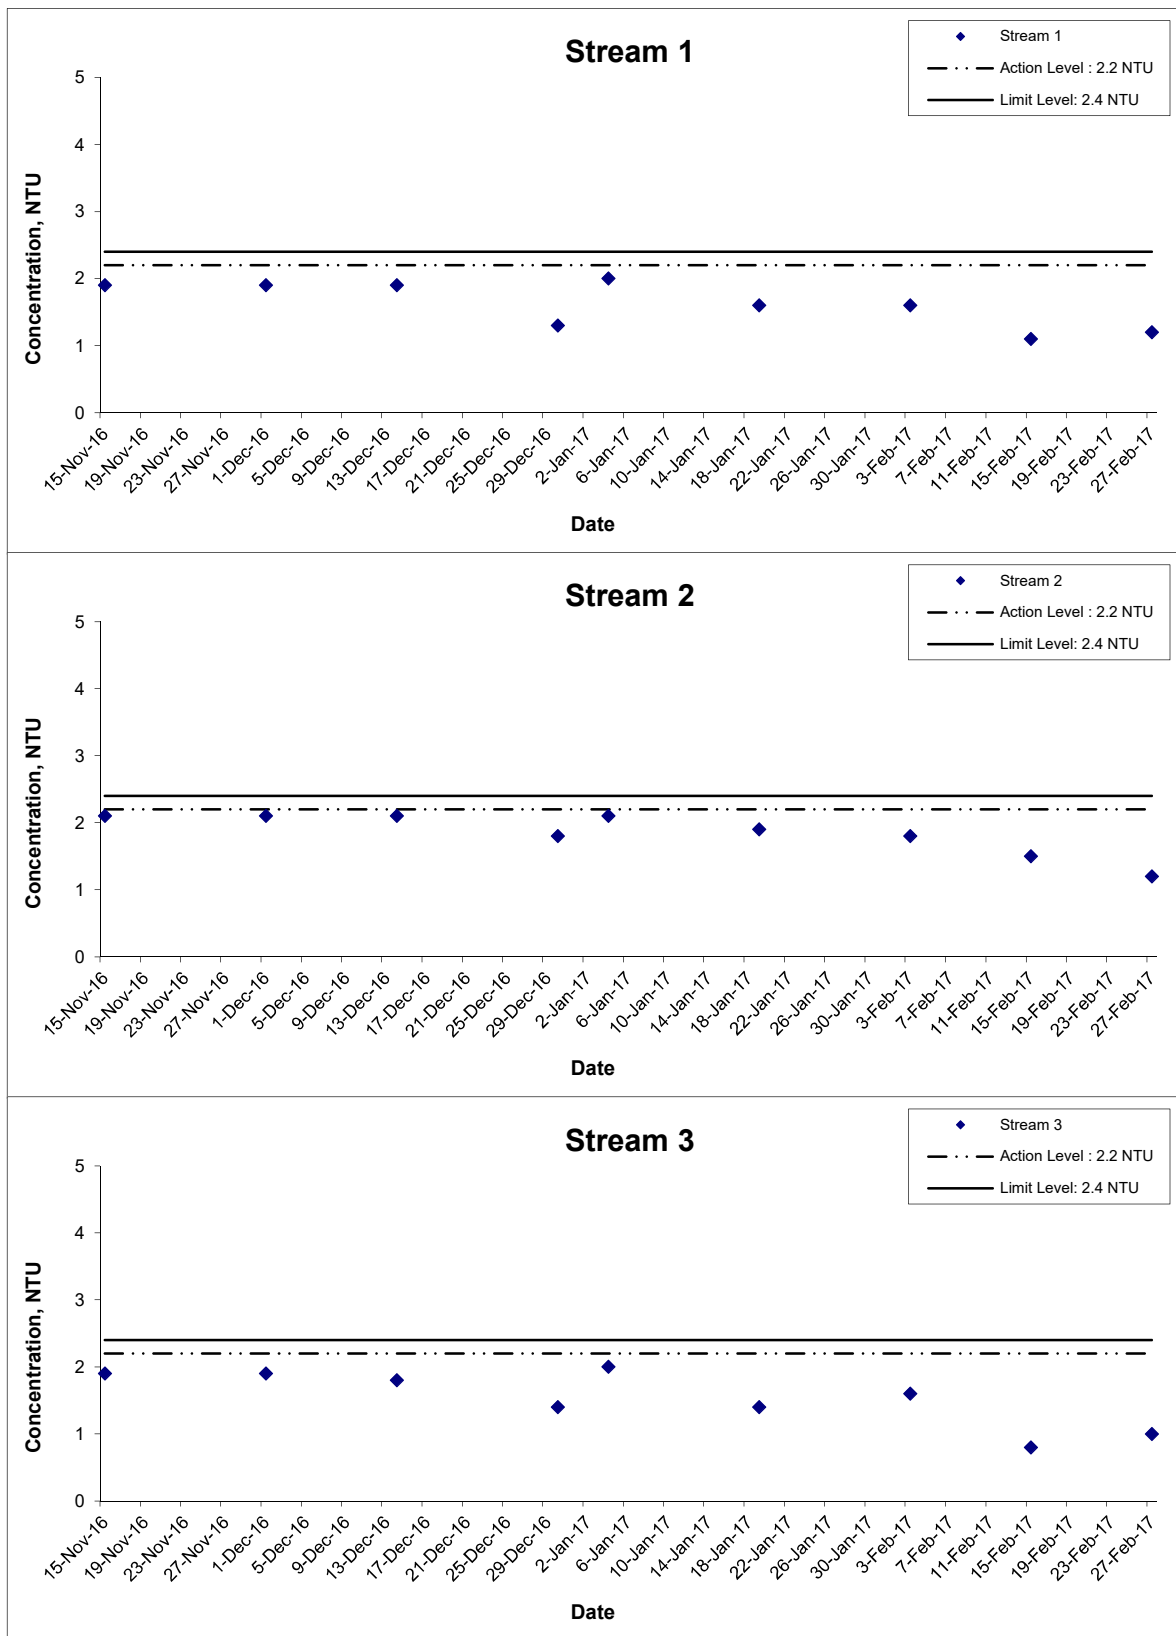 Stream 1
Stream 1
Action Level : 2.2 NTU
Limit Level: 2.4 NTU
Concentration, NTU
5
4
3
2
1
0
15-Nov-16
19-Nov-16
23-Nov-16
27-Nov-16
1-Dec-16
5-Dec-16
9-Dec-16
13-Dec-16
17-Dec-16
21-Dec-16
25-Dec-16
29-Dec-16
2-Jan-17
6-Jan-17
10-Jan-17
14-Jan-17
18-Jan-17
22-Jan-17
26-Jan-17
30-Jan-17
3-Feb-17
7-Feb-17
11-Feb-17
15-Feb-17
19-Feb-17
23-Feb-17
27-Feb-17
Date
Stream 2
Stream 2
Action Level : 2.2 NTU
Limit Level: 2.4 NTU
Concentration, NTU
5
4
3
2
1
0
15-Nov-16
19-Nov-16
23-Nov-16
27-Nov-16
1-Dec-16
5-Dec-16
9-Dec-16
13-Dec-16
17-Dec-16
21-Dec-16
25-Dec-16
29-Dec-16
2-Jan-17
6-Jan-17
10-Jan-17
14-Jan-17
18-Jan-17
22-Jan-17
26-Jan-17
30-Jan-17
3-Feb-17
7-Feb-17
11-Feb-17
15-Feb-17
19-Feb-17
23-Feb-17
27-Feb-17
Date
Stream 3
Stream 3
Action Level : 2.2 NTU
Limit Level: 2.4 NTU
Concentration, NTU
5
4
3
2
1
0
15-Nov-16
19-Nov-16
23-Nov-16
27-Nov-16
1-Dec-16
5-Dec-16
9-Dec-16
13-Dec-16
17-Dec-16
21-Dec-16
25-Dec-16
29-Dec-16
2-Jan-17
6-Jan-17
10-Jan-17
14-Jan-17
18-Jan-17
22-Jan-17
26-Jan-17
30-Jan-17
3-Feb-17
7-Feb-17
11-Feb-17
15-Feb-17
19-Feb-17
23-Feb-17
27-Feb-17
Date